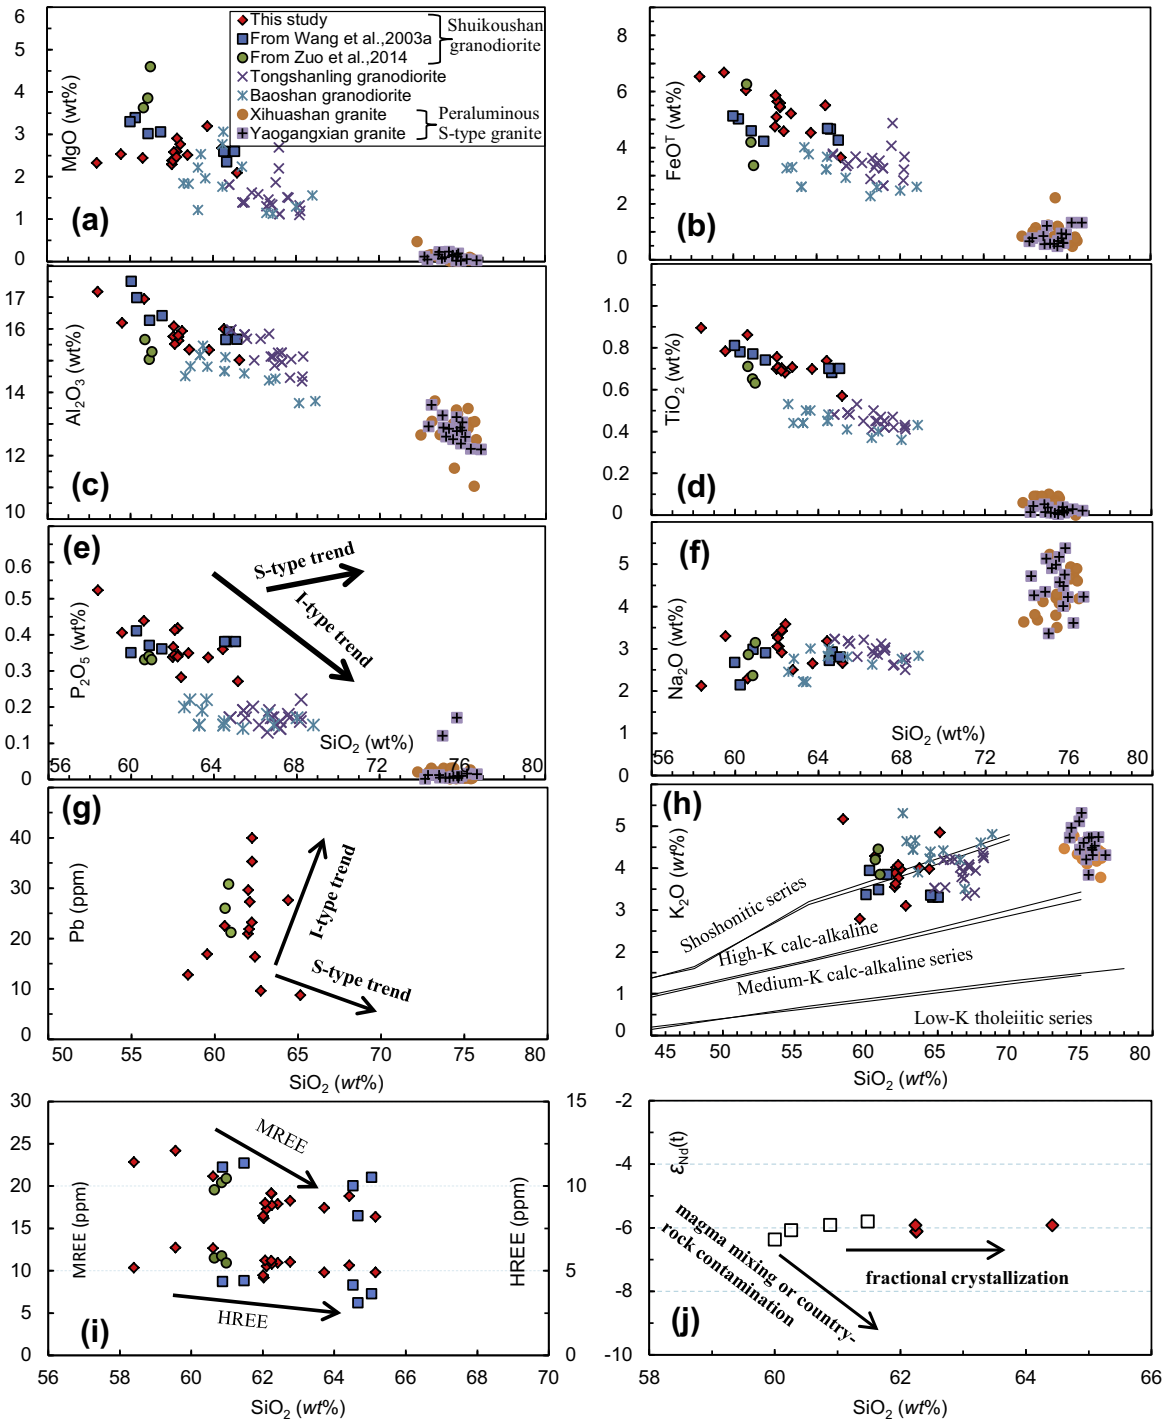 6
5
4
3
2
1
0
MgO (wt%)
(a)
This study
From Wang et al.,2003a
From Zuo et al.,2014
Shuikoushan
granodiorite
Tongshanling granodiorite
Baoshan granodiorite
Xihuashan granite
Yaogangxian granite
Peraluminous
S-type granite
8
6
4
2
0
FeOᵀ (wt%)
(b)
17
16
15
14
12
10
Al₂O₃ (wt%)
(c)
1.0
0.8
0.6
0.4
0.2
0
TiO₂ (wt%)
(d)
0.6
0.5
0.4
0.3
0.2
0.1
0
P₂O₅ (wt%)
(e)
S-type trend
I-type trend
SiO₂ (wt%)
56 60 64 68 72 76 80
5
4
3
2
1
0
Na₂O (wt%)
(f)
SiO₂ (wt%)
56 60 64 68 72 76 80
40
30
20
10
0
Pb (ppm)
(g)
I-type trend
S-type trend
50 55 60 65 70 75 80
SiO₂ (wt%)
5
4
3
2
1
0
K₂O (wt%)
(h)
Shoshonitic series
High-K calc-alkaline
Medium-K calc-alkaline series
Low-K tholeiitic series
45 50 55 60 65 70 75 80
SiO₂ (wt%)
30
25
20
15
10
5
0
MREE (ppm)
MREE
HREE
(i)
15
10
5
0
HREE (ppm)
56 58 60 62 64 66 68 70
SiO₂ (wt%)
-2
-4
-6
-8
-10
εNd(t)
magma mixing or country-
rock contamination
fractional crystallization
(j)
58 60 62 64 66
SiO₂ (wt%)